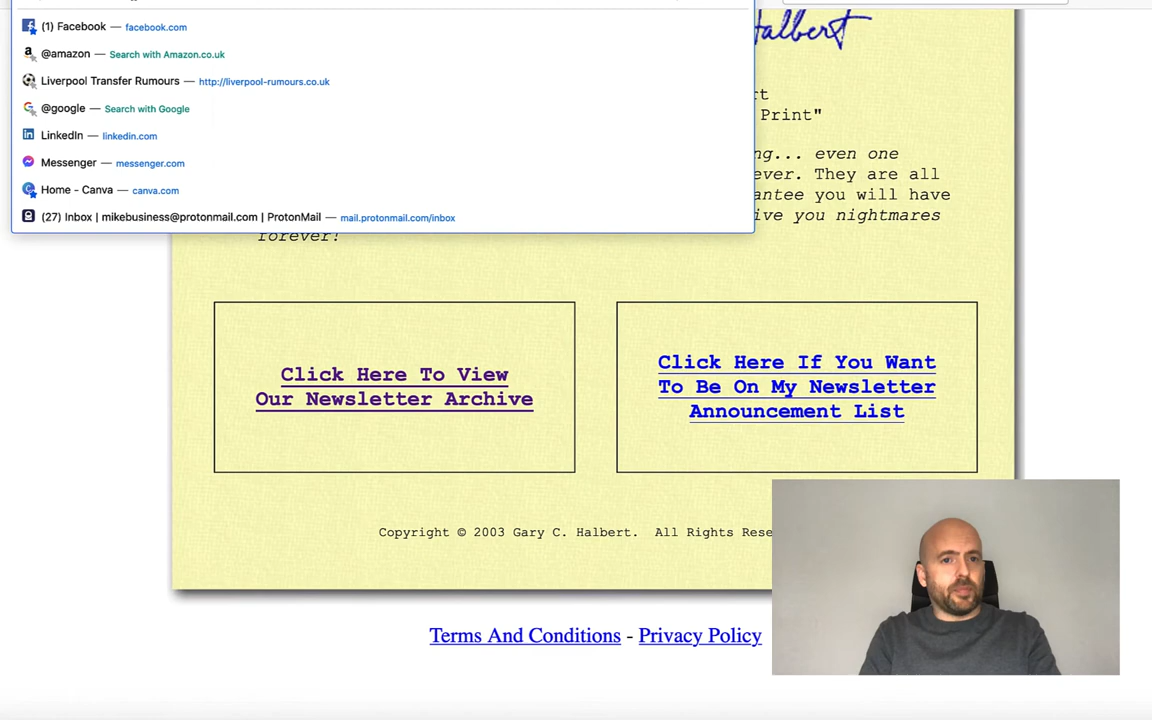 (1) Facebook — facebook.com
@amazon — Search with Amazon.co.uk
Liverpool Transfer Rumours — http://liverpool-rumours.co.uk
@google — Search with Google
LinkedIn — linkedin.com
Messenger — messenger.com
Home - Canva — canva.com
(27) Inbox | mikebusiness@protonmail.com | ProtonMail — mail.protonmail.com/inbox
Halbert
rt
Print"
ng... even one
ever. They are all
antee you will have
ive you nightmares
forever!
Click Here To View
Our Newsletter Archive
Click Here If You Want
To Be On My Newsletter
Announcement List
Copyright © 2003 Gary C. Halbert. All Rights Rese
Terms And Conditions - Privacy Policy